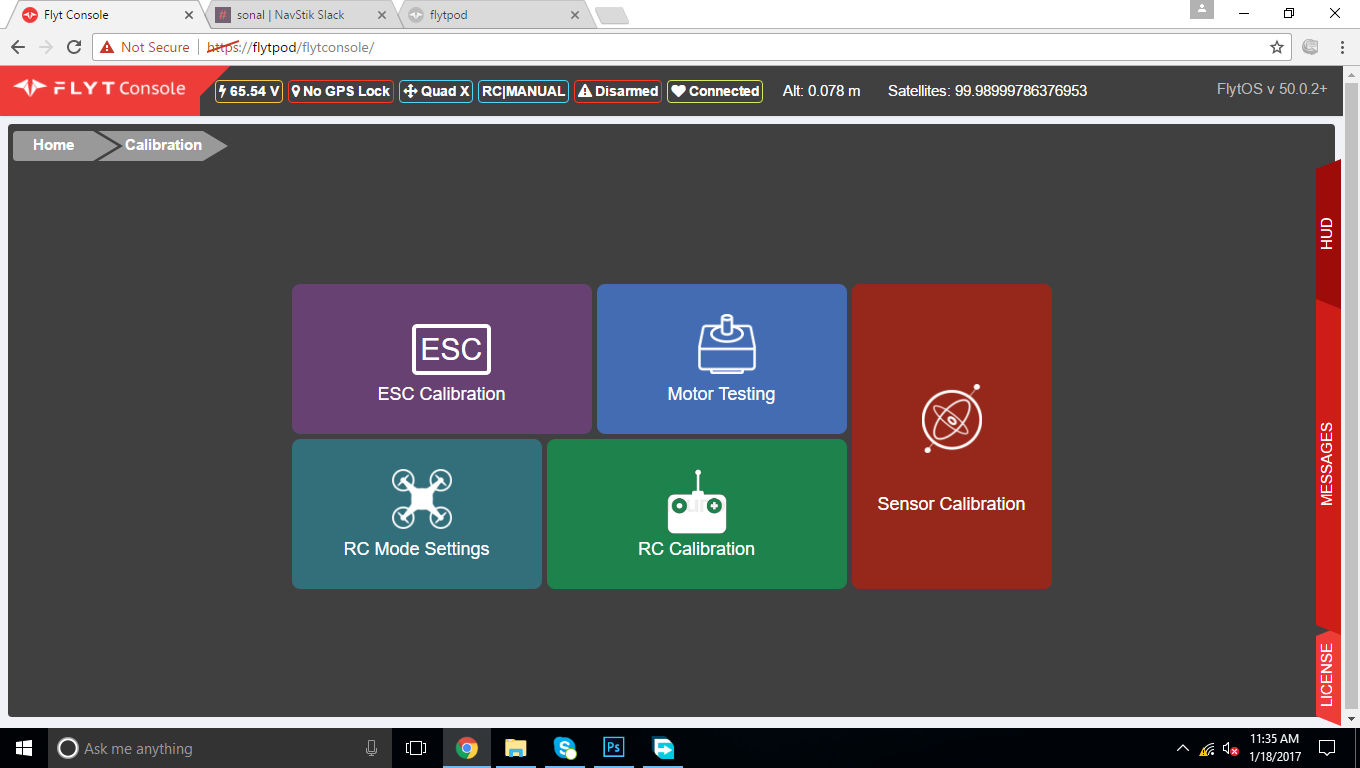 Flyt Console
sonal | NavStik Slack
flytpod
Not Secure
https://flytpod/flytconsole/
FLYT Console
65.54 V
No GPS Lock
Quad X
RC|MANUAL
Disarmed
Connected
Alt: 0.078 m
Satellites: 99.98999786376953
FlytOS v 50.0.2+
Home
Calibration
HUD
ESC
ESC Calibration
Motor Testing
Sensor Calibration
RC Mode Settings
RC Calibration
MESSAGES
LICENSE
Ask me anything
Ps
11:35 AM
1/18/2017